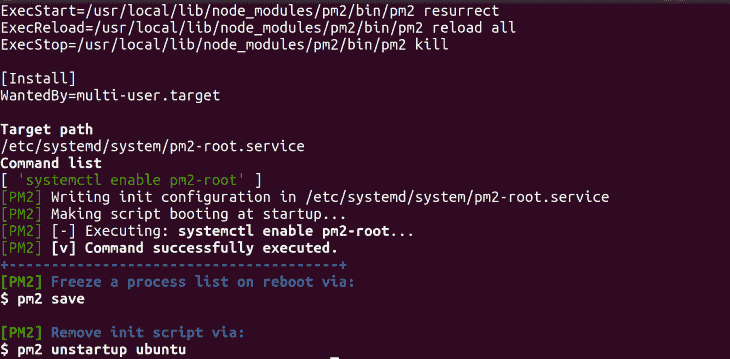 ExecStart=/usr/local/lib/node_modules/pm2/bin/pm2 resurrect
ExecReload=/usr/local/lib/node_modules/pm2/bin/pm2 reload all
ExecStop=/usr/local/lib/node_modules/pm2/bin/pm2 kill
[Install]
WantedBy=multi-user.target
Target path
/etc/systemd/system/pm2-root.service
Command list
[ 'systemctl enable pm2-root' ]
[PM2] Writing init configuration in /etc/systemd/system/pm2-root.service
[PM2] Making script booting at startup...
[PM2] [-] Executing: systemctl enable pm2-root...
[PM2] [v] Command successfully executed.
+---------------------------------------+
[PM2] Freeze a process list on reboot via:
$ pm2 save
[PM2] Remove init script via:
$ pm2 unstartup ubuntu